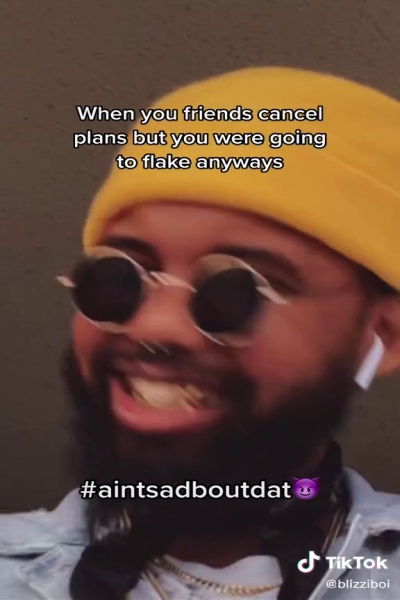 When you friends cancel
plans but you were going
to flake anyways
#aintsadboutdat😈
TikTok
@blizziboi